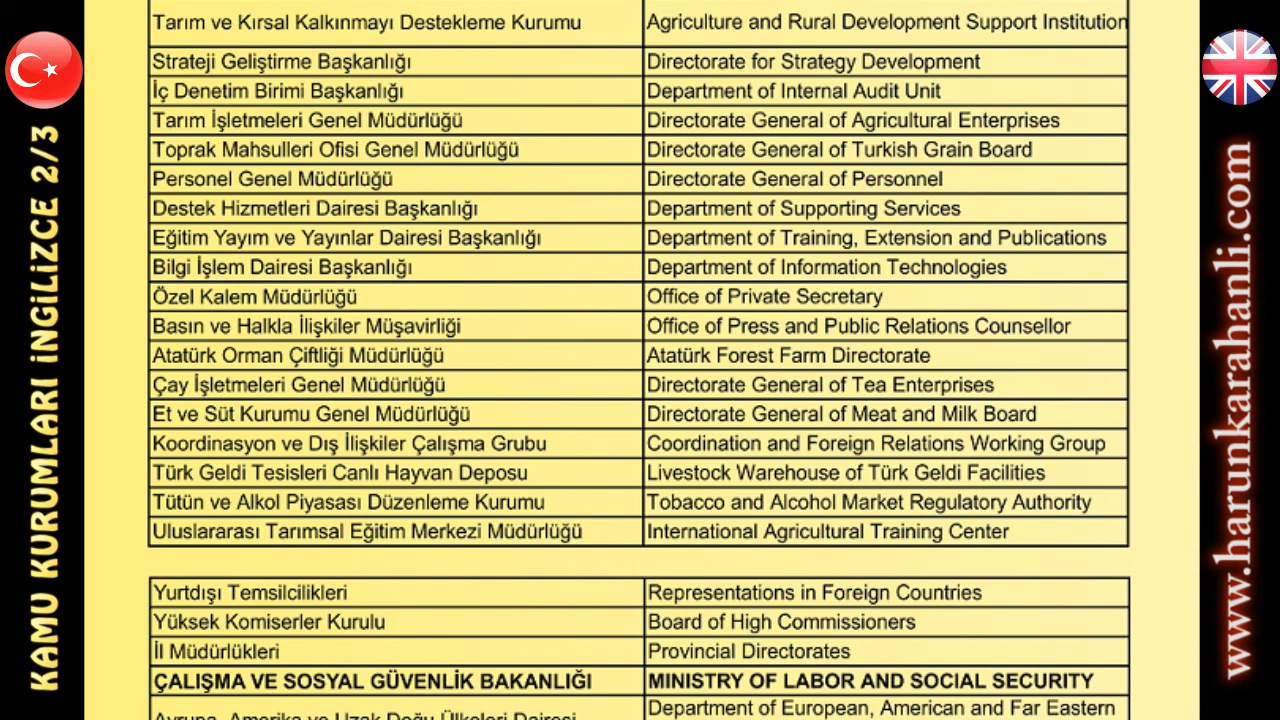 Tarım ve Kırsal Kalkınmayı Destekleme Kurumu Agriculture and Rural Development Support Institution
Strateji Geliştirme Başkanlığı Directorate for Strategy Development
İç Denetim Birimi Başkanlığı Department of Internal Audit Unit
Tarım İşletmeleri Genel Müdürlüğü Directorate General of Agricultural Enterprises
Toprak Mahsulleri Ofisi Genel Müdürlüğü Directorate General of Turkish Grain Board
Personel Genel Müdürlüğü Directorate General of Personnel
Destek Hizmetleri Dairesi Başkanlığı Department of Supporting Services
Eğitim Yayım ve Yayınlar Dairesi Başkanlığı Department of Training, Extension and Publications
Bilgi İşlem Dairesi Başkanlığı Department of Information Technologies
Özel Kalem Müdürlüğü Office of Private Secretary
Basın ve Halkla İlişkiler Müşavirliği Office of Press and Public Relations Counsellor
Atatürk Orman Çiftliği Müdürlüğü Atatürk Forest Farm Directorate
Çay İşletmeleri Genel Müdürlüğü Directorate General of Tea Enterprises
Et ve Süt Kurumu Genel Müdürlüğü Directorate General of Meat and Milk Board
Koordinasyon ve Dış İlişkiler Çalışma Grubu Coordination and Foreign Relations Working Group
Türk Geldi Tesisleri Canlı Hayvan Deposu Livestock Warehouse of Türk Geldi Facilities
Tütün ve Alkol Piyasası Düzenleme Kurumu Tobacco and Alcohol Market Regulatory Authority
Uluslararası Tarımsal Eğitim Merkezi Müdürlüğü International Agricultural Training Center
Yurtdışı Temsilcilikleri Representations in Foreign Countries
Yüksek Komiserler Kurulu Board of High Commissioners
İl Müdürlükleri Provincial Directorates
ÇALIŞMA VE SOSYAL GÜVENLİK BAKANLIĞI MINISTRY OF LABOR AND SOCIAL SECURITY
Avrupa, Amerika ve Uzak Doğu Ülkeleri Dairesi Department of European, American and Far Eastern
KAMU KURUMLARI İNGİLİZCE 2/3
www.harunkarahanli.com